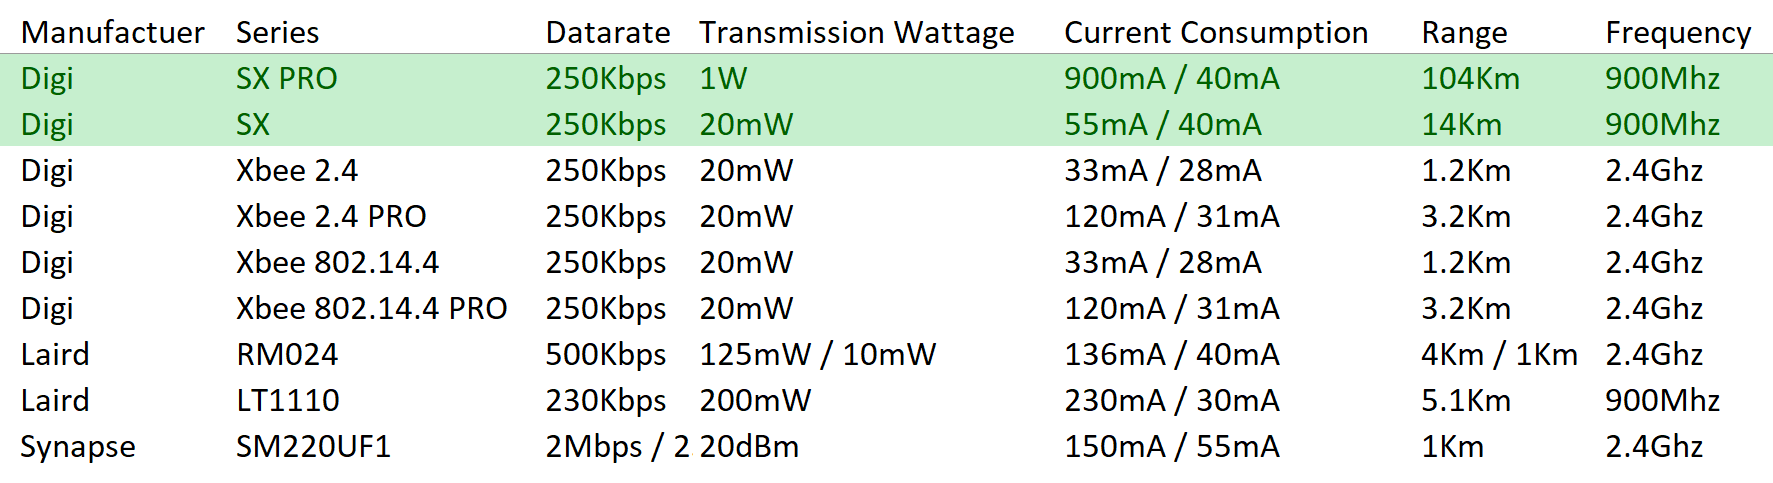 Manufactuer Series Datarate Transmission Wattage Current Consumption Range Frequency
Digi SX PRO 250Kbps 1W 900mA / 40mA 104Km 900Mhz
Digi SX 250Kbps 20mW 55mA / 40mA 14Km 900Mhz
Digi Xbee 2.4 250Kbps 20mW 33mA / 28mA 1.2Km 2.4Ghz
Digi Xbee 2.4 PRO 250Kbps 20mW 120mA / 31mA 3.2Km 2.4Ghz
Digi Xbee 802.14.4 250Kbps 20mW 33mA / 28mA 1.2Km 2.4Ghz
Digi Xbee 802.14.4 PRO 250Kbps 20mW 120mA / 31mA 3.2Km 2.4Ghz
Laird RM024 500Kbps 125mW / 10mW 136mA / 40mA 4Km / 1Km 2.4Ghz
Laird LT1110 230Kbps 200mW 230mA / 30mA 5.1Km 900Mhz
Synapse SM220UF1 2Mbps / 2 20dBm 150mA / 55mA 1Km 2.4Ghz